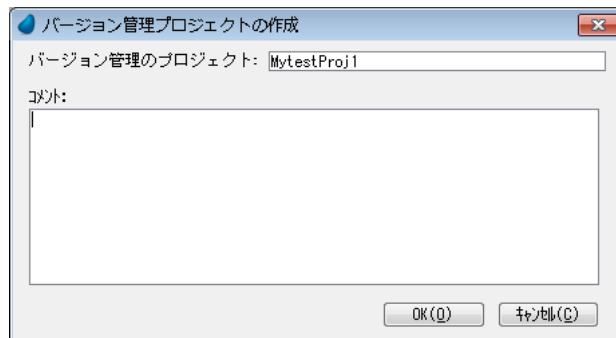 バージョン管理プロジェクトの作成
バージョン管理のプロジェクト: MytestProj1
ｺﾒﾝﾄ:
OK(O) ｷｬﾝｾﾙ(C)